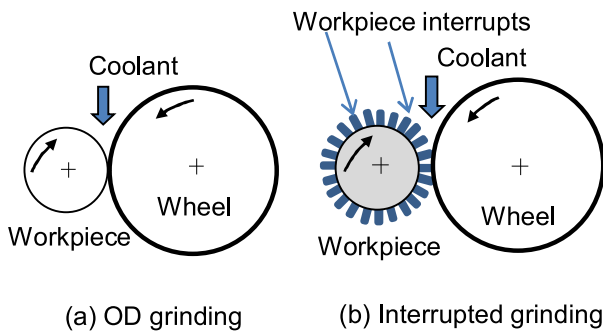 Workpiece interrupts
Coolant
Coolant
Wheel
Wheel
Workpiece
Workpiece
(a) OD grinding
(b) Interrupted grinding